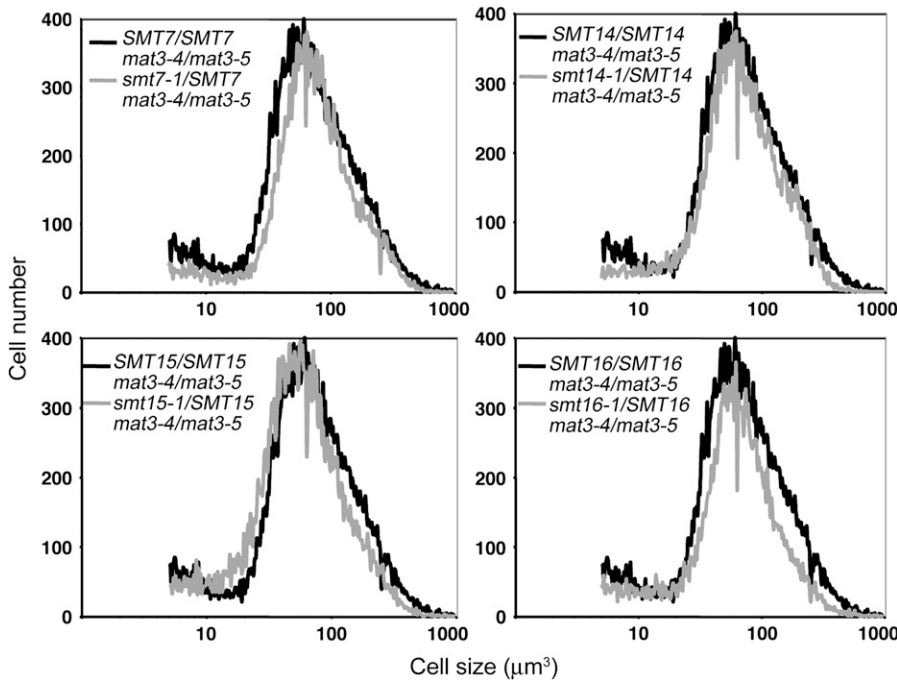 Cell number
400
300
200
100
0
SMT7/SMT7
mat3-4/mat3-5
smt7-1/SMT7
mat3-4/mat3-5
10 100 1000
400
300
200
100
0
SMT14/SMT14
mat3-4/mat3-5
smt14-1/SMT14
mat3-4/mat3-5
10 100 1000
400
300
200
100
0
SMT15/SMT15
mat3-4/mat3-5
smt15-1/SMT15
mat3-4/mat3-5
10 100 1000
400
300
200
100
0
SMT16/SMT16
mat3-4/mat3-5
smt16-1/SMT16
mat3-4/mat3-5
10 100 1000
Cell size (μm³)